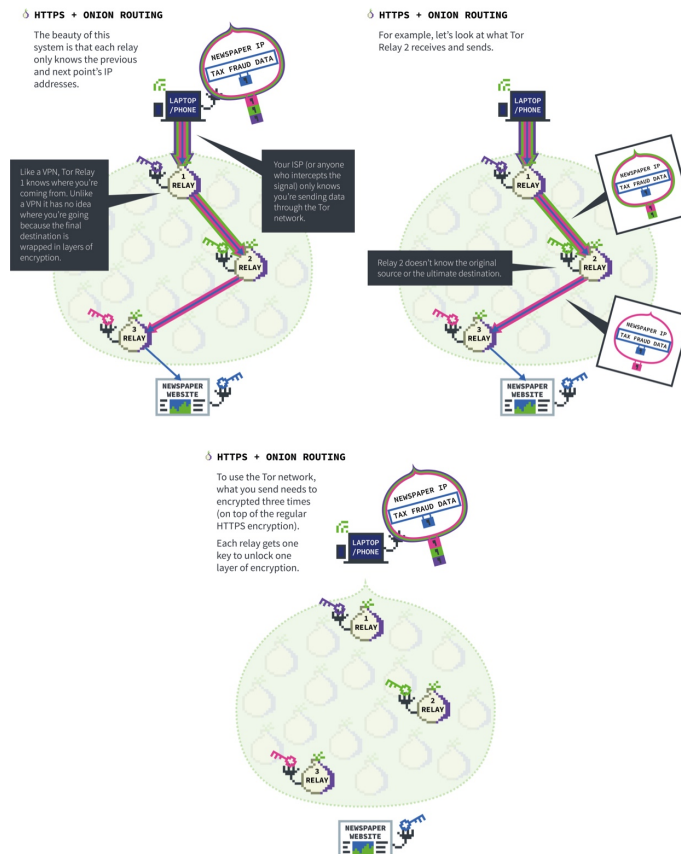 HTTPS + ONION ROUTING
The beauty of this
system is that each relay
only knows the previous
and next point's IP
addresses.
NEWSPAPER IP
TAX FRAUD DATA
LAPTOP
/PHONE
Like a VPN, Tor Relay
1 knows where you're
coming from. Unlike
a VPN it has no idea
where you're going
because the final
destination is
wrapped in layers of
encryption.
Your ISP (or anyone
who intercepts the
signal) only knows
you're sending data
through the Tor
network.
1
RELAY
2
RELAY
3
RELAY
NEWSPAPER
WEBSITE
HTTPS + ONION ROUTING
For example, let's look at what Tor
Relay 2 receives and sends.
LAPTOP
/PHONE
1
RELAY
NEWSPAPER IP
TAX FRAUD DATA
Relay 2 doesn't know the original
source or the ultimate destination.
2
RELAY
3
RELAY
NEWSPAPER IP
TAX FRAUD DATA
NEWSPAPER
WEBSITE
HTTPS + ONION ROUTING
To use the Tor network,
what you send needs to
encrypted three times
(on top of the regular
HTTPS encryption).
Each relay gets one
key to unlock one
layer of encryption.
NEWSPAPER IP
TAX FRAUD DATA
LAPTOP
/PHONE
1
RELAY
2
RELAY
3
RELAY
NEWSPAPER
WEBSITE